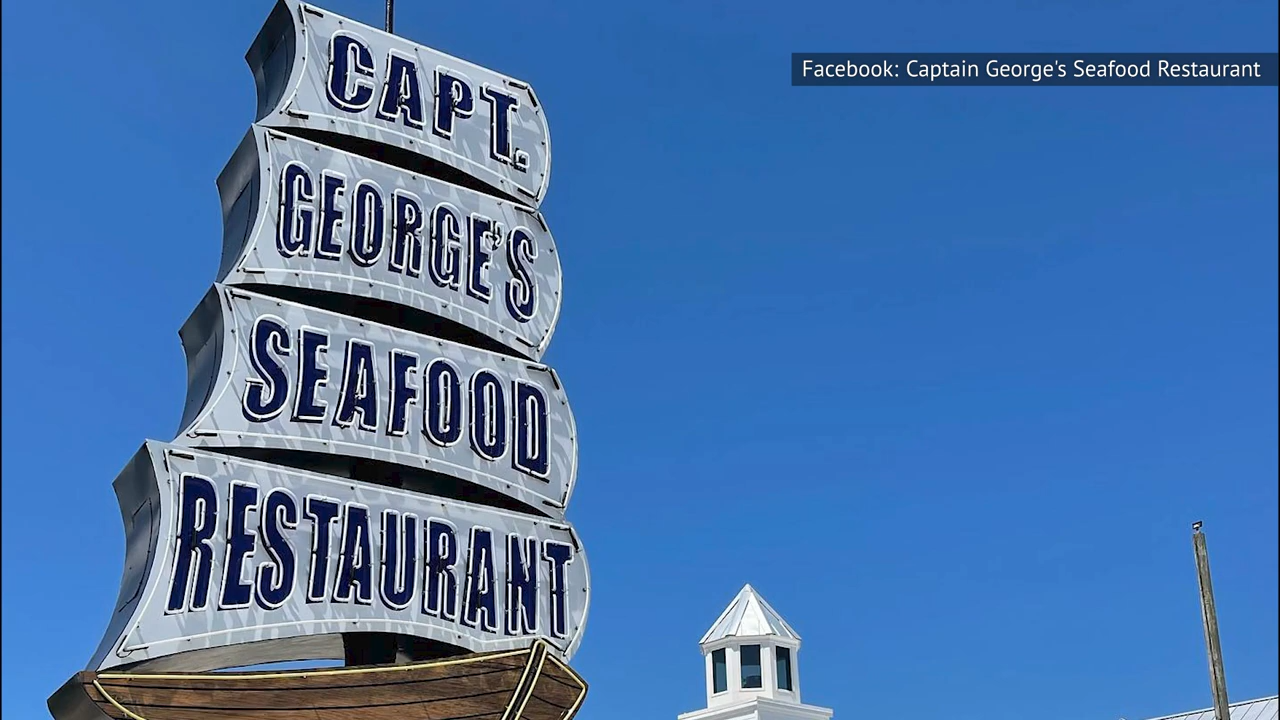 Facebook: Captain George's Seafood Restaurant
CAPT.
GEORGE'S
SEAFOOD
RESTAURANT